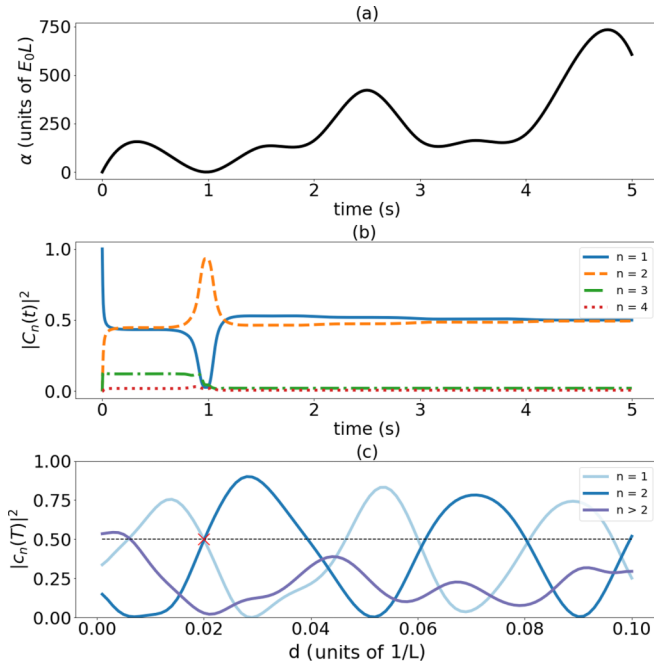 (a)
α (units of E₀L)
750
500
250
0
0 1 2 3 4 5
time (s)
(b)
|Cₙ(t)|²
1.0
0.5
0.0
n = 1
n = 2
n = 3
n = 4
0 1 2 3 4 5
time (s)
(c)
|cₙ(T)|²
1.00
0.75
0.50
0.25
0.00
n = 1
n = 2
n > 2
0.00 0.02 0.04 0.06 0.08 0.10
d (units of 1/L)